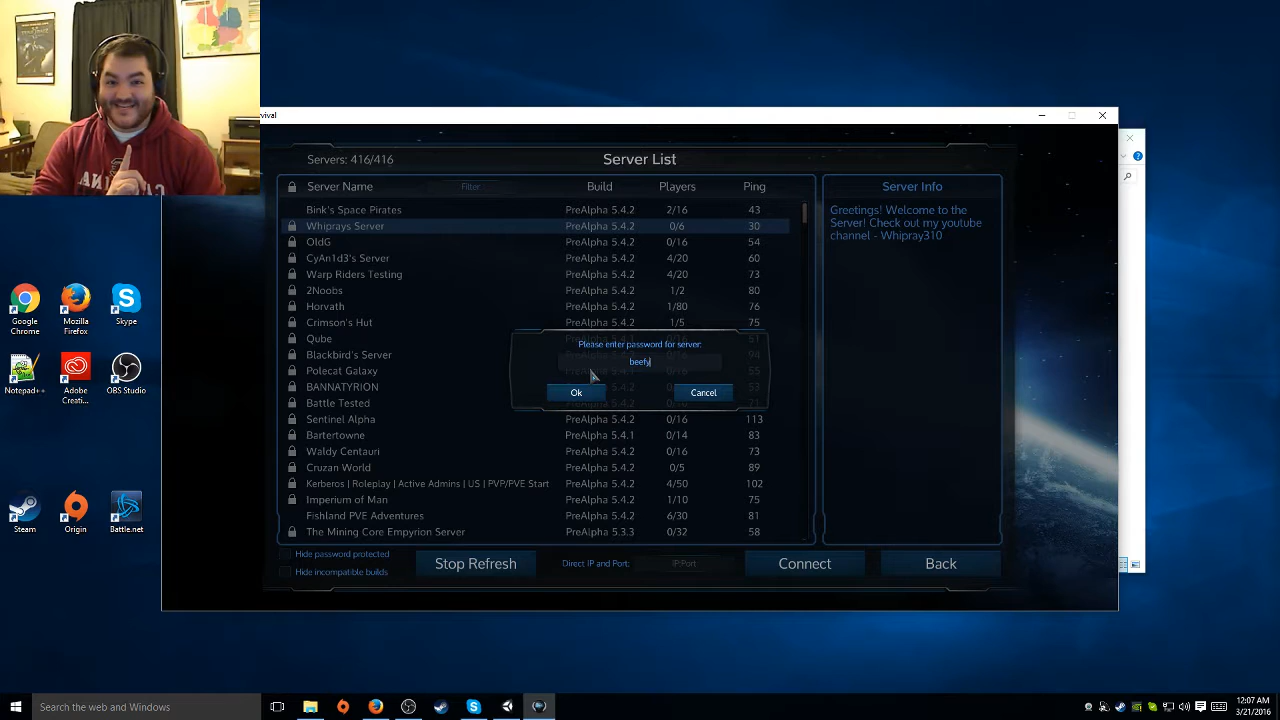 rvival
Servers: 416/416
Server List
Server Name Filter Build Players Ping
Bink's Space Pirates PreAlpha 5.4.2 2/16 43
Whiprays Server PreAlpha 5.4.2 0/6 30
OldG PreAlpha 5.4.2 0/16 54
CyAn1d3's Server PreAlpha 5.4.2 4/20 60
Warp Riders Testing PreAlpha 5.4.2 4/20 73
2Noobs PreAlpha 5.4.2 1/2 80
Horvath PreAlpha 5.4.2 1/80 76
Crimson's Hut PreAlpha 5.4.2 1/5 75
Qube
Blackbird's Server 94
Polecat Galaxy 55
BANNATYRION 53
Battle Tested
Sentinel Alpha PreAlpha 5.4.2 0/16 113
Bartertowne PreAlpha 5.4.1 0/14 83
Waldy Centauri PreAlpha 5.4.2 0/16 73
Cruzan World PreAlpha 5.4.2 0/5 89
Kerberos | Roleplay | Active Admins | US | PVP/PVE Start PreAlpha 5.4.2 4/50 102
Imperium of Man PreAlpha 5.4.2 1/10 75
Fishland PVE Adventures PreAlpha 5.4.2 6/30 81
The Mining Core Empyrion Server PreAlpha 5.3.3 0/32 58
Please enter password for server:
beefy
Ok Cancel
Server Info
Greetings! Welcome to the
Server! Check out my youtube
channel - Whipray310
Hide password protected
Hide incompatible builds
Stop Refresh
Direct IP and Port: IP:Port
Connect
Back
Google
Chrome
Mozilla
Firefox
Skype
Notepad++
Adobe
Creati...
OBS Studio
Steam
Origin
Battle.net
Search the web and Windows
12:07 AM
3/21/2016